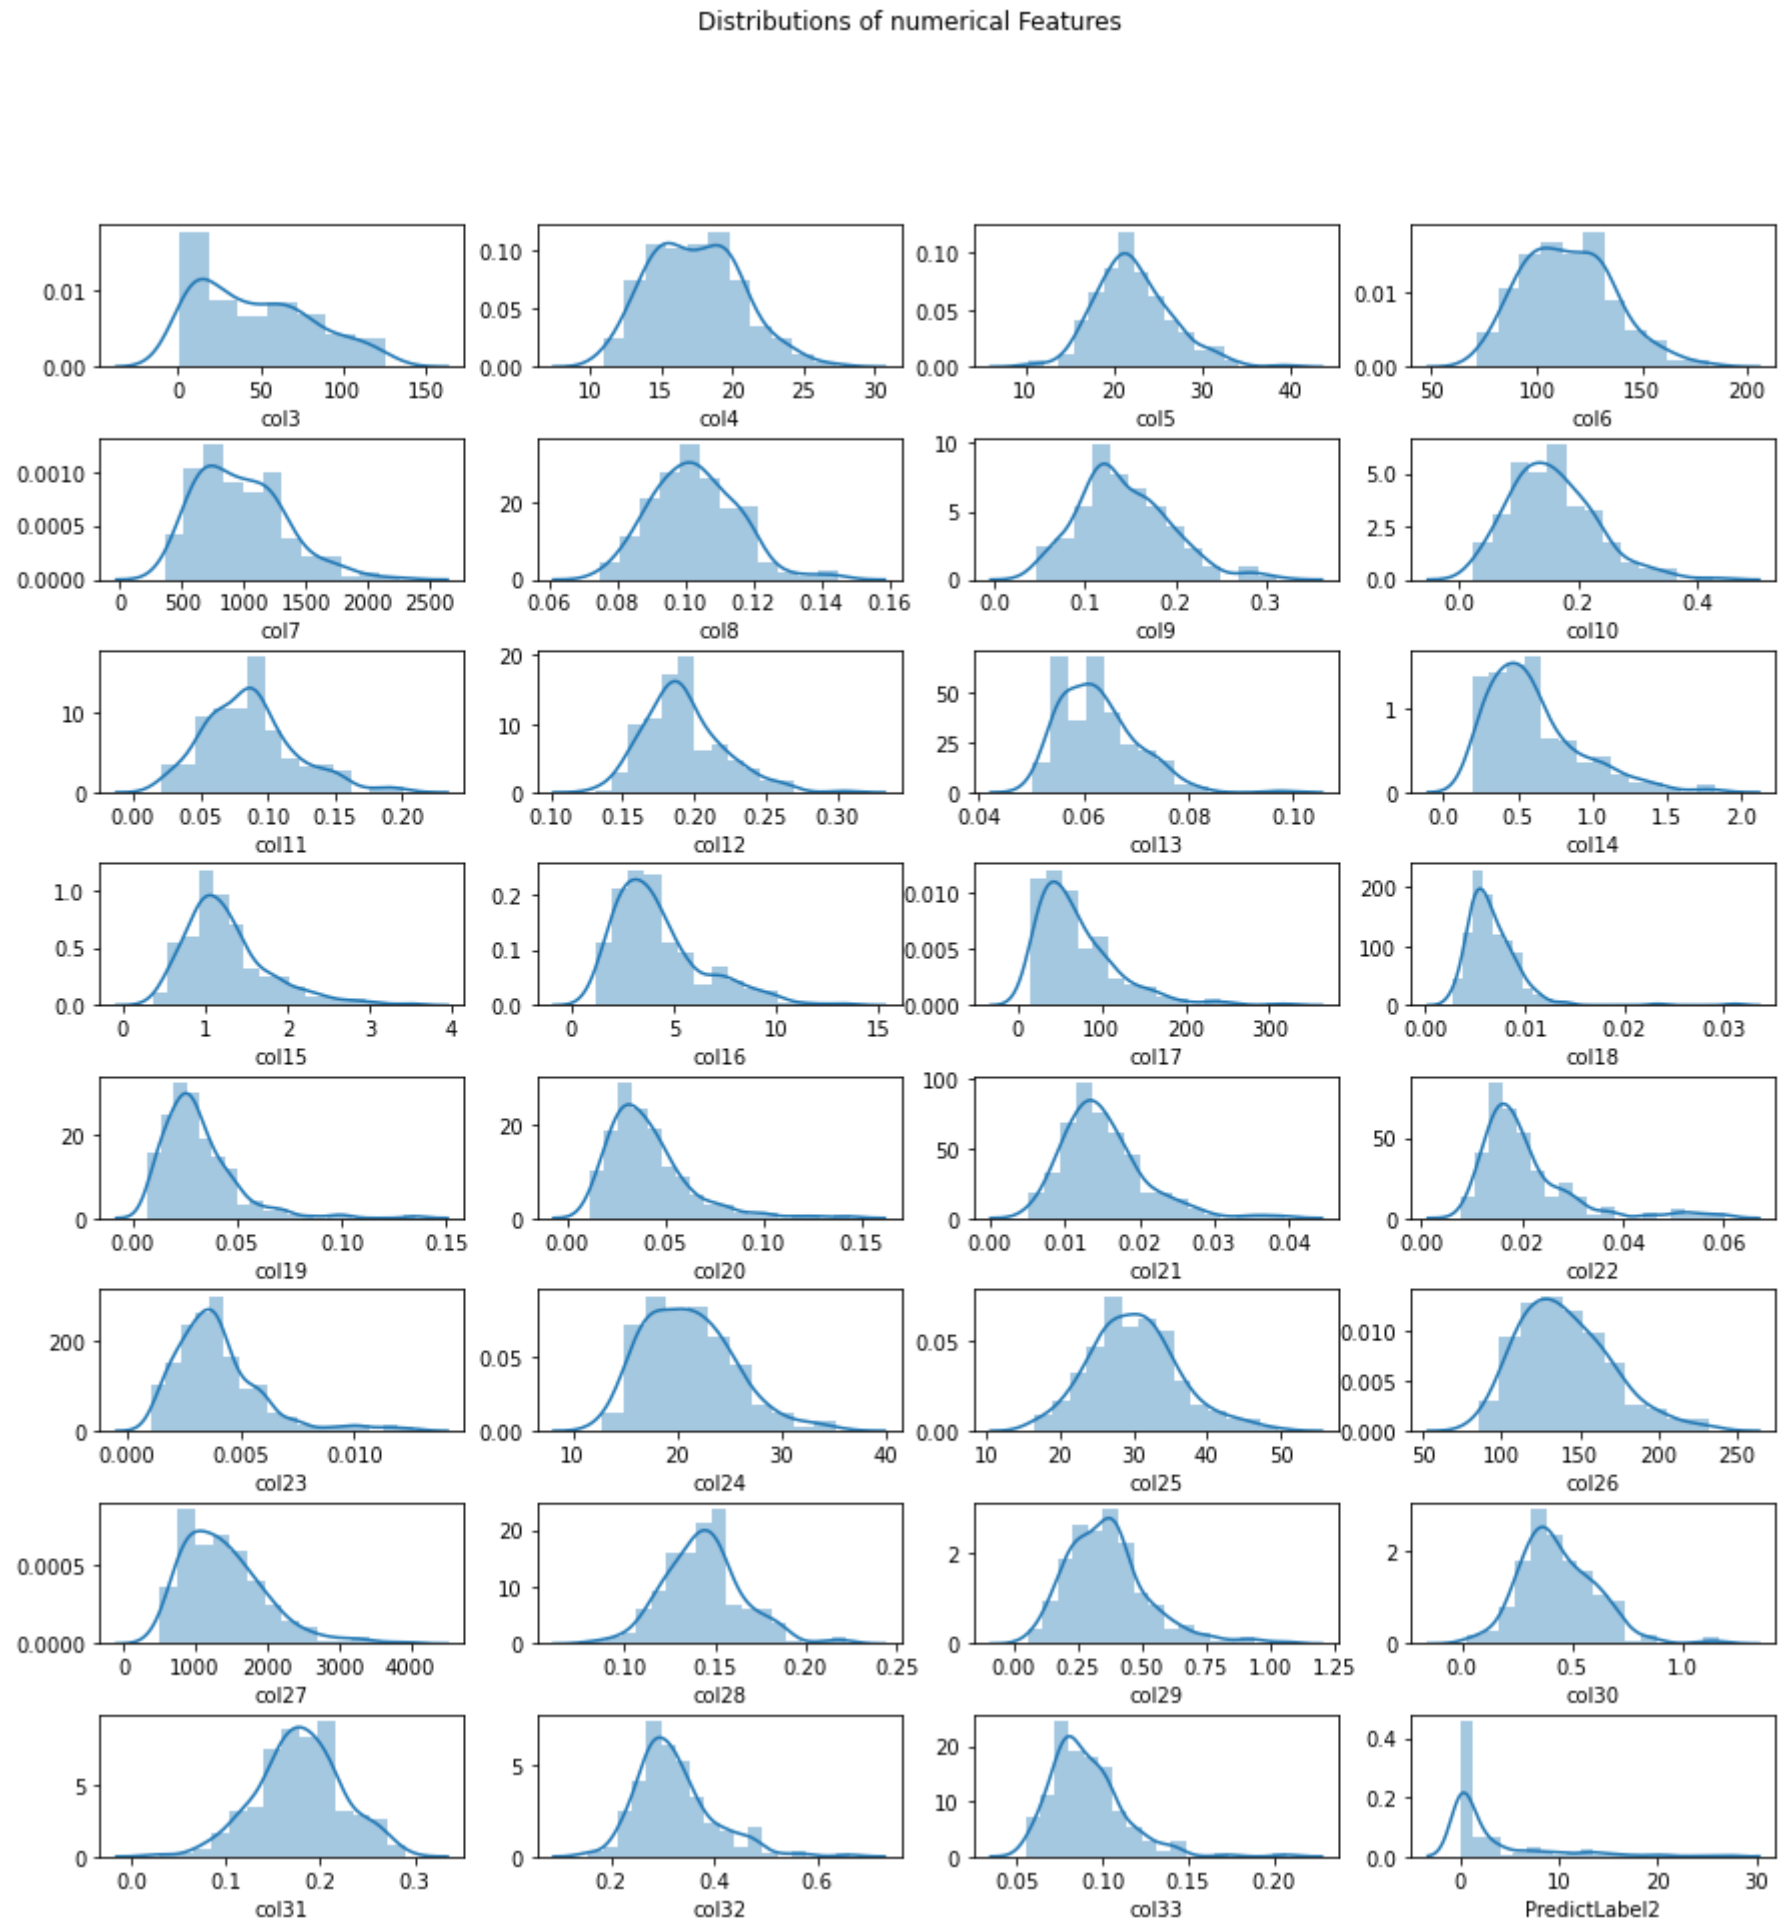 Distributions of numerical Features
0.01
0.00
0 50 100 150
col3
0.10
0.05
0.00
10 15 20 25 30
col4
0.10
0.05
0.00
10 20 30 40
col5
0.01
0.00
50 100 150 200
col6
0.0010
0.0005
0.0000
0 500 1000 1500 2000 2500
col7
20
0
0.06 0.08 0.10 0.12 0.14 0.16
col8
10
5
0
0.0 0.1 0.2 0.3
col9
5.0
2.5
0.0
0.0 0.2 0.4
col10
10
0
0.00 0.05 0.10 0.15 0.20
col11
20
10
0
0.10 0.15 0.20 0.25 0.30
col12
50
25
0
0.04 0.06 0.08 0.10
col13
1
0
0.0 0.5 1.0 1.5 2.0
col14
1.0
0.5
0.0
0 1 2 3 4
col15
0.2
0.1
0.0
0 5 10 15
col16
0.010
0.005
0.000
0 100 200 300
col17
200
100
0
0.00 0.01 0.02 0.03
col18
20
0
0.00 0.05 0.10 0.15
col19
20
0
0.00 0.05 0.10 0.15
col20
100
50
0
0.00 0.01 0.02 0.03 0.04
col21
50
0
0.00 0.02 0.04 0.06
col22
200
0
0.000 0.005 0.010
col23
0.05
0.00
10 20 30 40
col24
0.05
0.00
10 20 30 40 50
col25
0.010
0.005
0.000
50 100 150 200 250
col26
0.0005
0.0000
0 1000 2000 3000 4000
col27
20
10
0
0.10 0.15 0.20 0.25
col28
2
0
0.00 0.25 0.50 0.75 1.00 1.25
col29
2
0
0.0 0.5 1.0
col30
5
0
0.0 0.1 0.2 0.3
col31
5
0
0.2 0.4 0.6
col32
20
10
0
0.05 0.10 0.15 0.20
col33
0.4
0.2
0.0
0 10 20 30
PredictLabel2